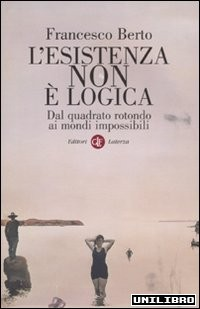 Francesco Berto
L'ESISTENZA
NON
È LOGICA
Dal quadrato rotondo
ai mondi impossibili
Editori
Laterza
UNILIBRO